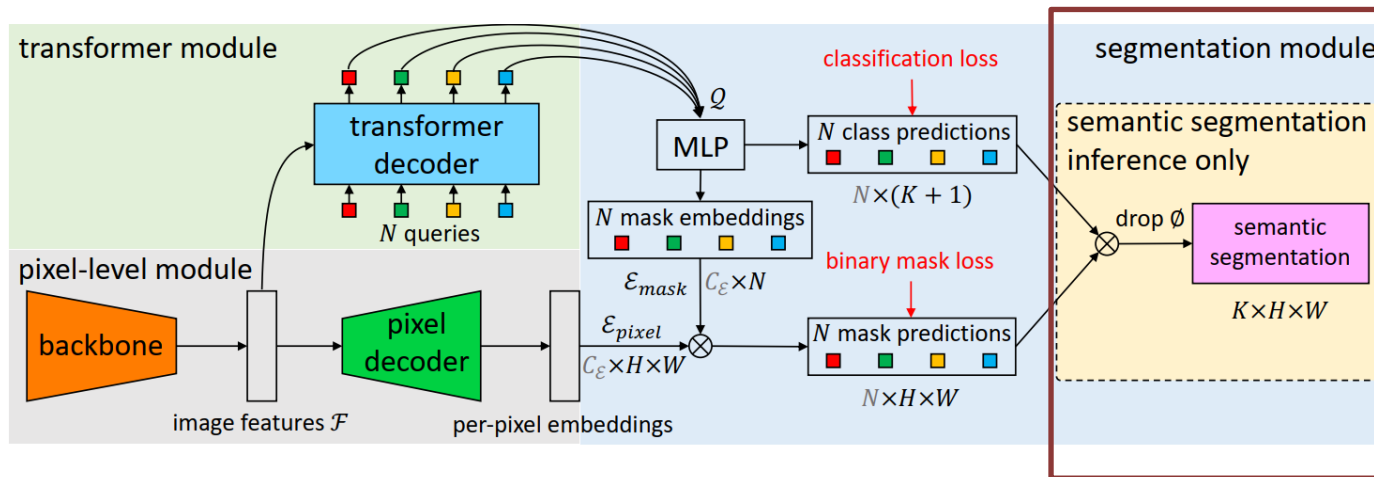 transformer module
transformer
decoder
N queries
pixel-level module
backbone
image features ℱ
pixel
decoder
per-pixel embeddings
ℰ_pixel
C_ℰ×H×W
𝒬
MLP
N mask embeddings
ℰ_mask
C_ℰ×N
classification loss
N class predictions
N×(K + 1)
binary mask loss
N mask predictions
N×H×W
segmentation module
semantic segmentation
inference only
drop ∅
semantic
segmentation
K×H×W